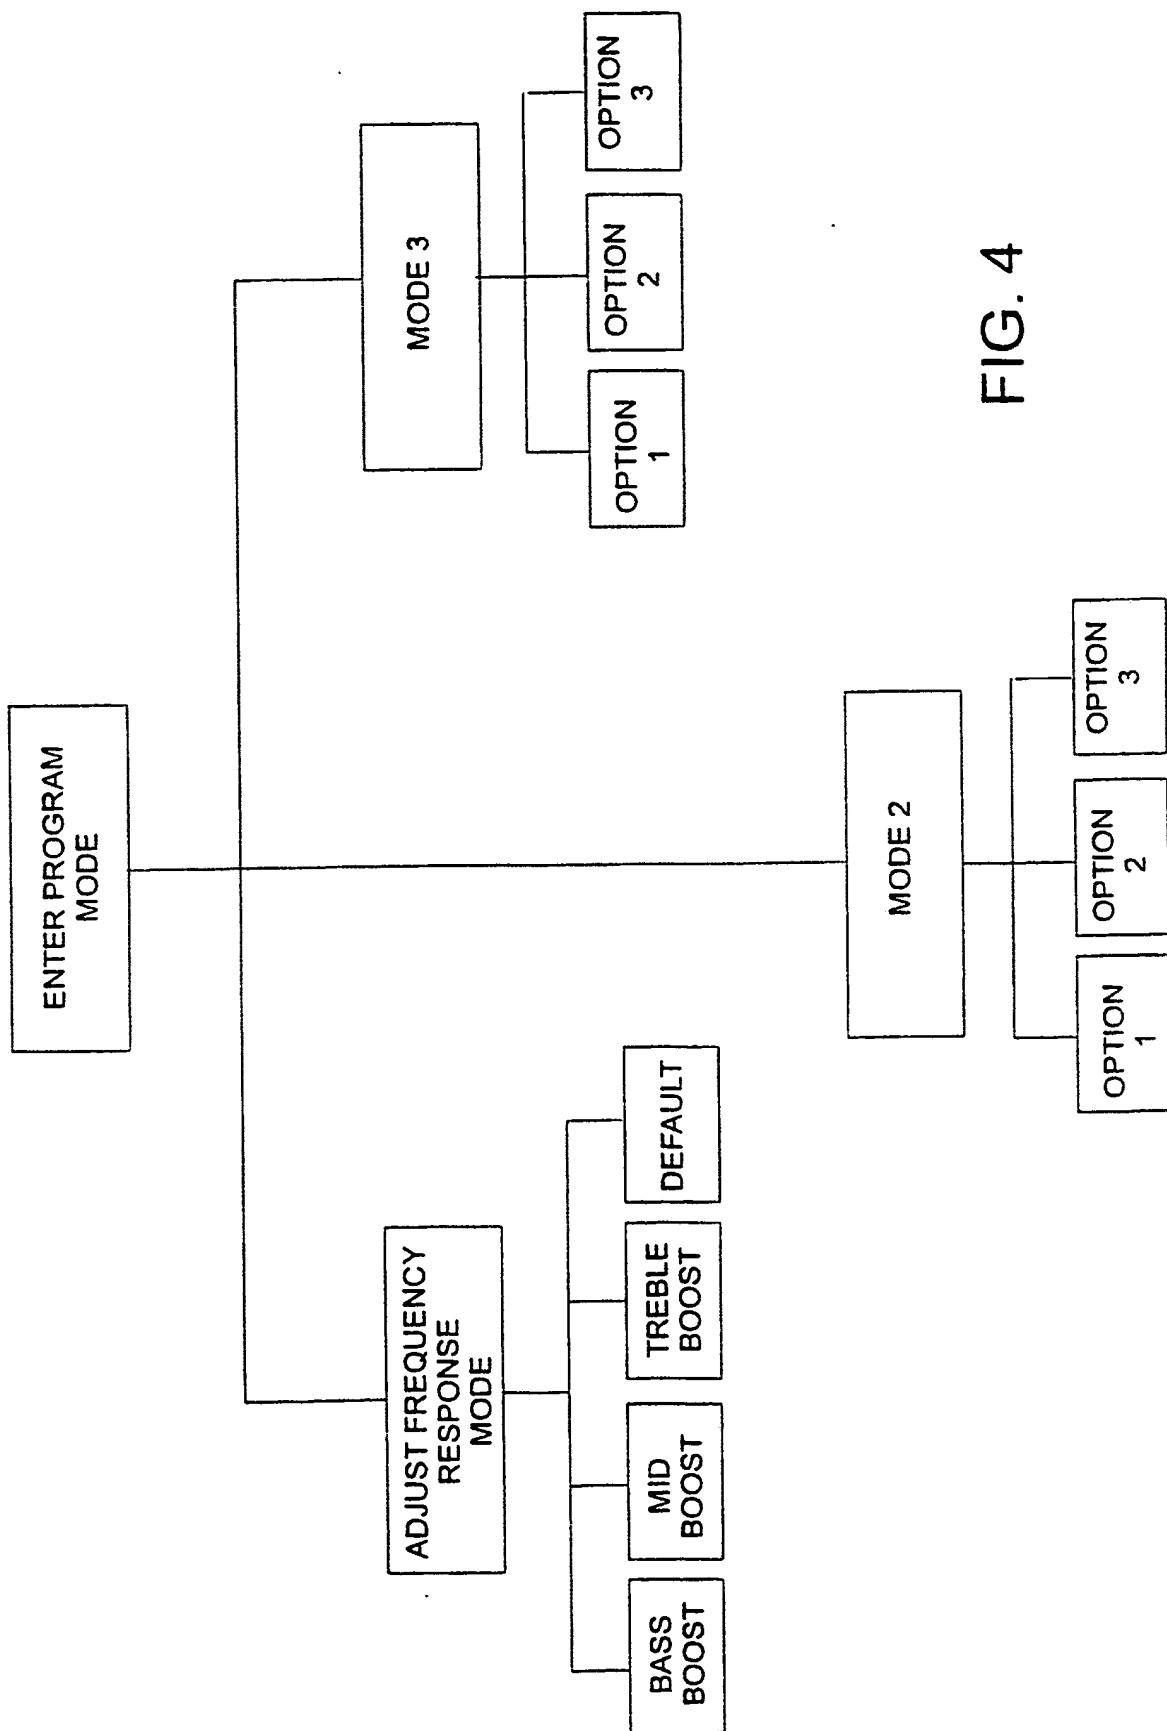 ENTER PROGRAM
MODE
ADJUST FREQUENCY
RESPONSE
MODE
BASS
BOOST
MID
BOOST
TREBLE
BOOST
DEFAULT
MODE 2
OPTION
1
OPTION
2
OPTION
3
MODE 3
OPTION
1
OPTION
2
OPTION
3
FIG. 4